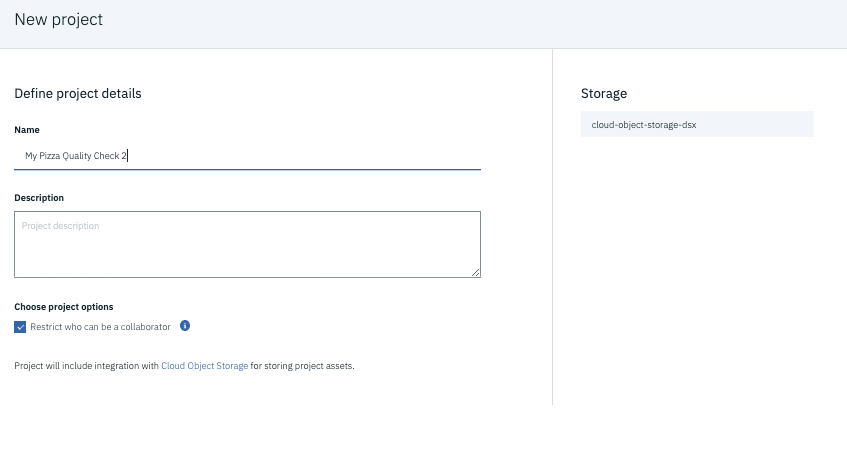 New project
Define project details
Name
My Pizza Quality Check 2
Description
Project description
Choose project options
Restrict who can be a collaborator
Project will include integration with Cloud Object Storage for storing project assets.
Storage
cloud-object-storage-dsx